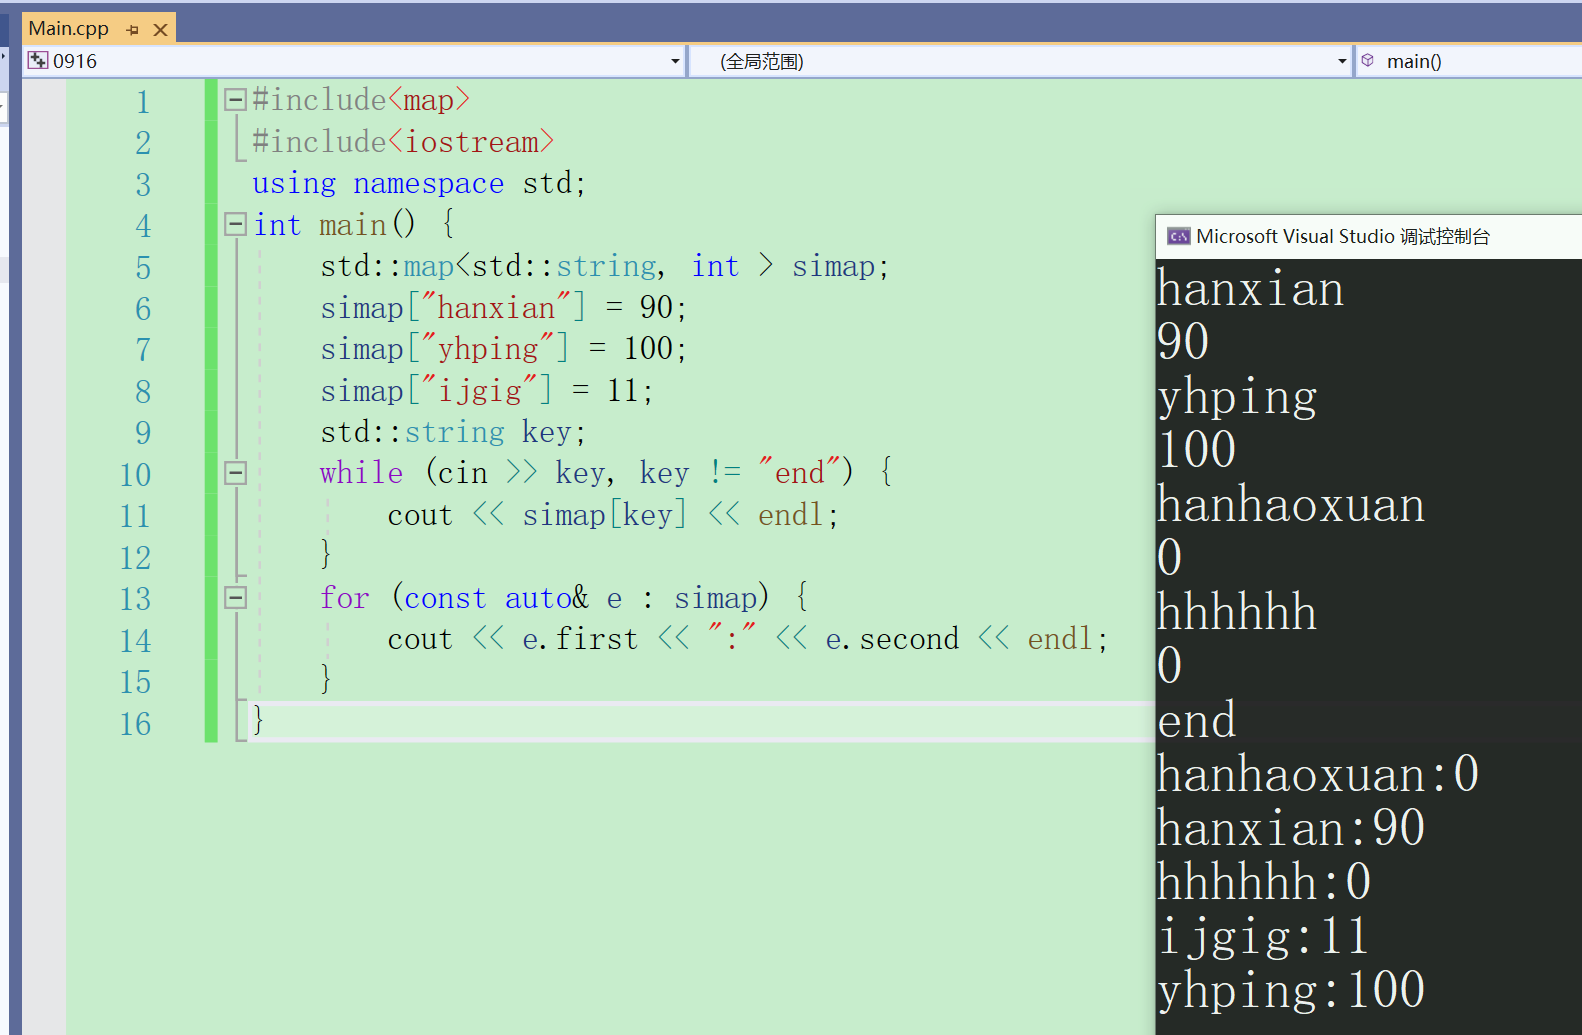 Main.cpp
0916
(全局范围)
main()
1 #include<map>
2 #include<iostream>
3 using namespace std;
4 int main() {
5 std::map<std::string, int > simap;
6 simap["hanxian"] = 90;
7 simap["yhping"] = 100;
8 simap["ijgig"] = 11;
9 std::string key;
10 while (cin >> key, key != "end") {
11 cout << simap[key] << endl;
12 }
13 for (const auto& e : simap) {
14 cout << e.first << ":" << e.second << endl;
15 }
16 }
Microsoft Visual Studio 调试控制台
hanxian
90
yhping
100
hanhaoxuan
0
hhhhhh
0
end
hanhaoxuan:0
hanxian:90
hhhhhh:0
ijgig:11
yhping:100